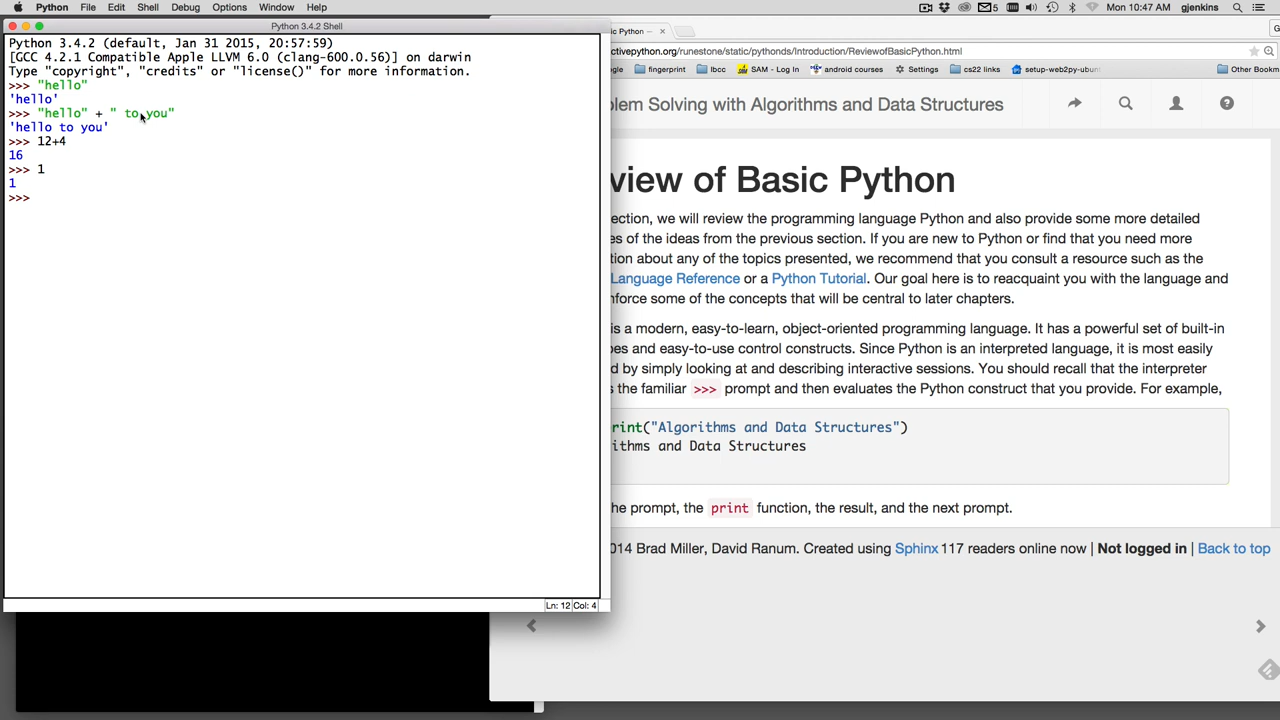 Python File Edit Shell Debug Options Window Help
5 Mon 10:47 AM gjenkins
Python 3.4.2 Shell
Python 3.4.2 (default, Jan 31 2015, 20:57:59)
[GCC 4.2.1 Compatible Apple LLVM 6.0 (clang-600.0.56)] on darwin
Type "copyright", "credits" or "license()" for more information.
>>> "hello"
'hello'
>>> "hello" + " to you"
'hello to you'
>>> 12+4
16
>>> 1
1
>>>
Ln: 12 Col: 4
ic Python –
ctivepython.org/runestone/static/pythonds/Introduction/ReviewofBasicPython.html
gle fingerprint lbcc SAM - Log In android courses Settings cs22 links setup-web2py-ubun Other Bookm
blem Solving with Algorithms and Data Structures
view of Basic Python
ection, we will review the programming language Python and also provide some more detailed
es of the ideas from the previous section. If you are new to Python or find that you need more
tion about any of the topics presented, we recommend that you consult a resource such as the
Language Reference or a Python Tutorial. Our goal here is to reacquaint you with the language and
nforce some of the concepts that will be central to later chapters.
is a modern, easy-to-learn, object-oriented programming language. It has a powerful set of built-in
pes and easy-to-use control constructs. Since Python is an interpreted language, it is most easily
d by simply looking at and describing interactive sessions. You should recall that the interpreter
s the familiar >>> prompt and then evaluates the Python construct that you provide. For example,
rint("Algorithms and Data Structures")
ithms and Data Structures
he prompt, the print function, the result, and the next prompt.
014 Brad Miller, David Ranum. Created using Sphinx 117 readers online now | Not logged in | Back to top